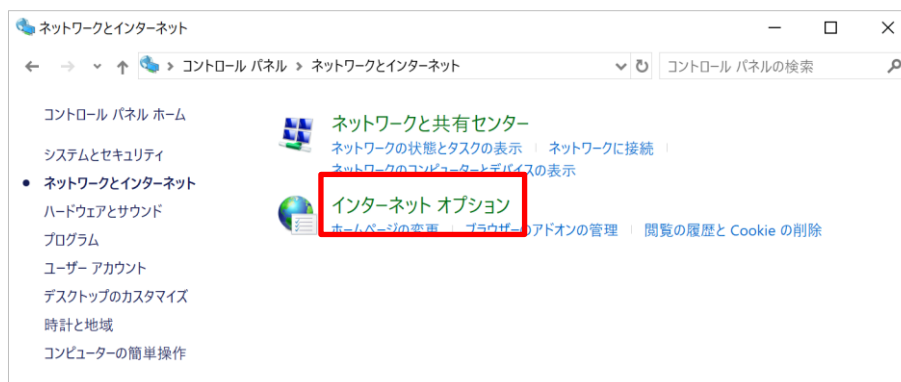 ネットワークとインターネット
コントロール パネル > ネットワークとインターネット
コントロール パネルの検索
コントロール パネル ホーム
システムとセキュリティ
ネットワークとインターネット
ハードウェアとサウンド
プログラム
ユーザー アカウント
デスクトップのカスタマイズ
時計と地域
コンピューターの簡単操作
ネットワークと共有センター
ネットワークの状態とタスクの表示 | ネットワークに接続 |
ネットワークのコンピューターとデバイスの表示
インターネット オプション
ホームページの変更 | ブラウザーのアドオンの管理 | 閲覧の履歴と Cookie の削除